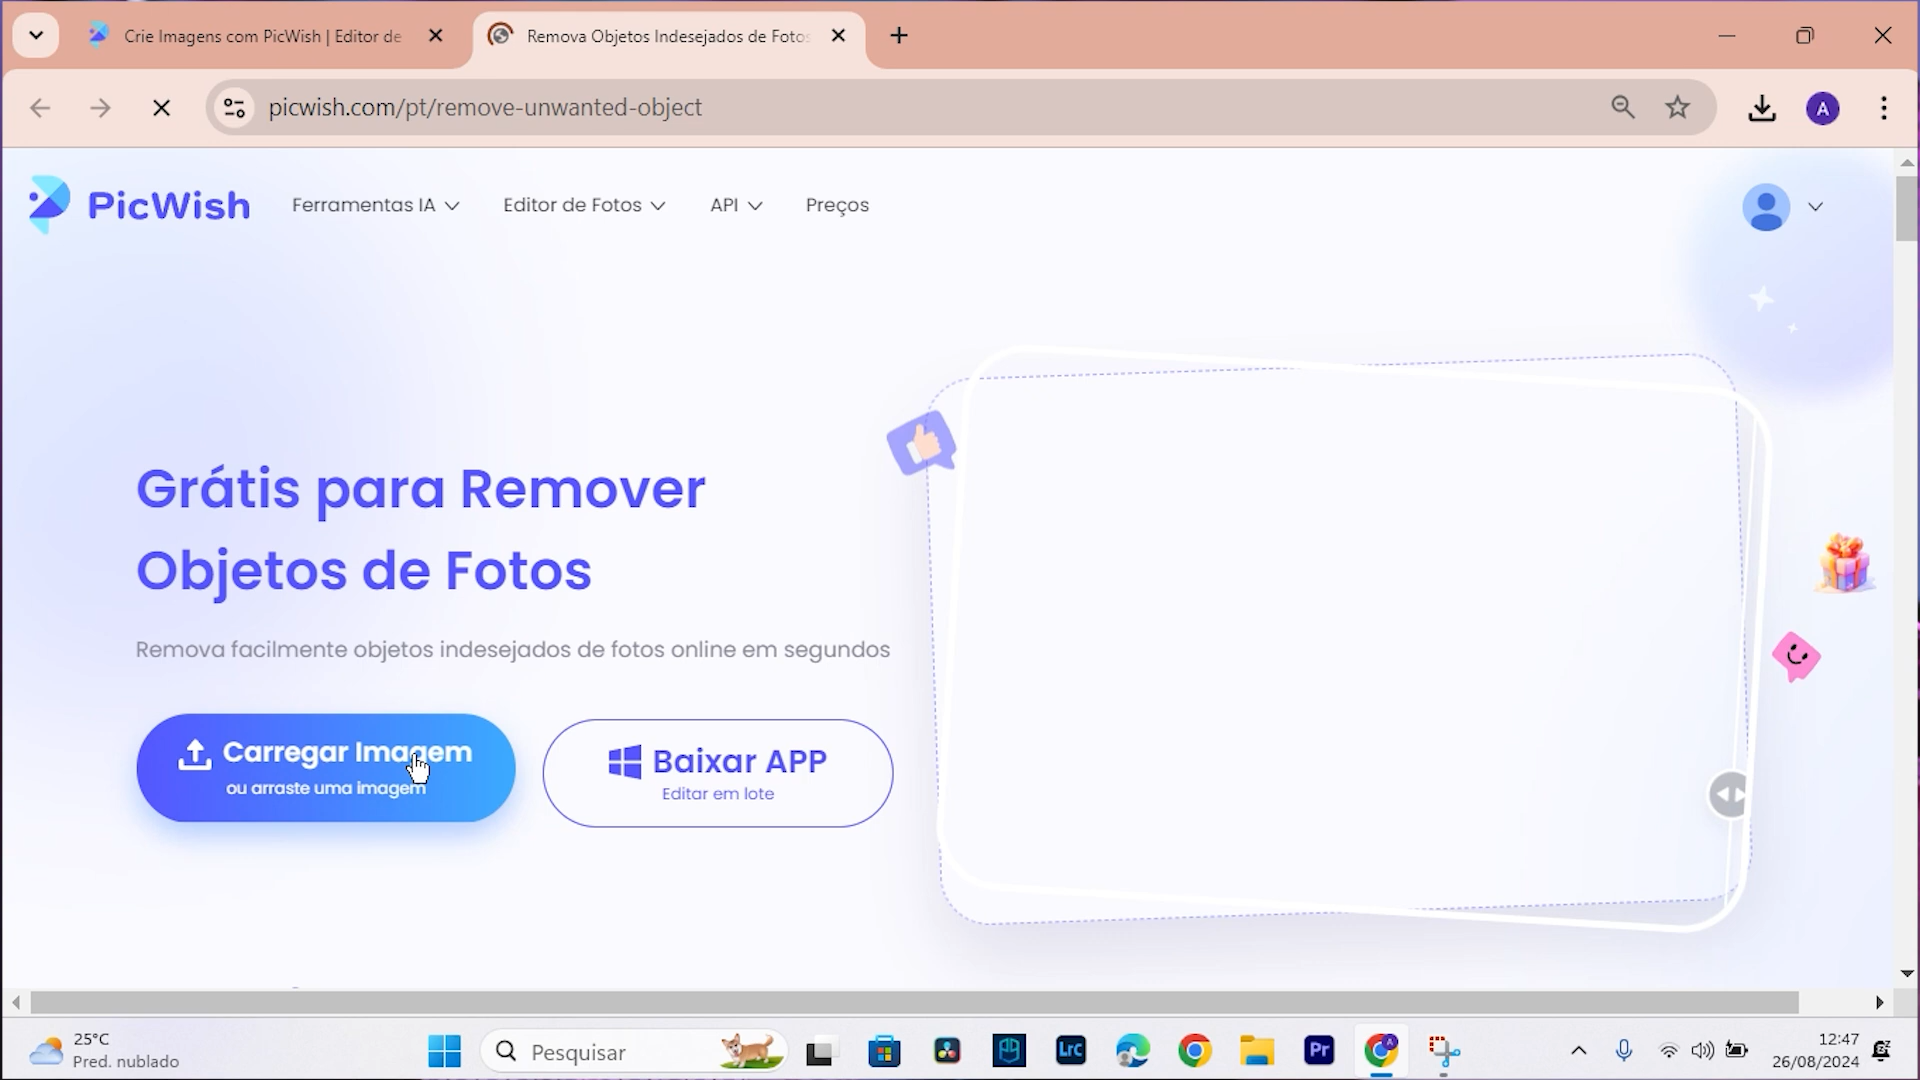 Crie Imagens com PicWish | Editor de
Remova Objetos Indesejados de Fotos
picwish.com/pt/remove-unwanted-object
A
PicWish
Ferramentas IA
Editor de Fotos
API
Preços
Grátis para Remover
Objetos de Fotos
Remova facilmente objetos indesejados de fotos online em segundos
Carregar Imagem
ou arraste uma imagem
Baixar APP
Editar em lote
25°C
Pred. nublado
Pesquisar
LrC
Pr
A
12:47
26/08/2024